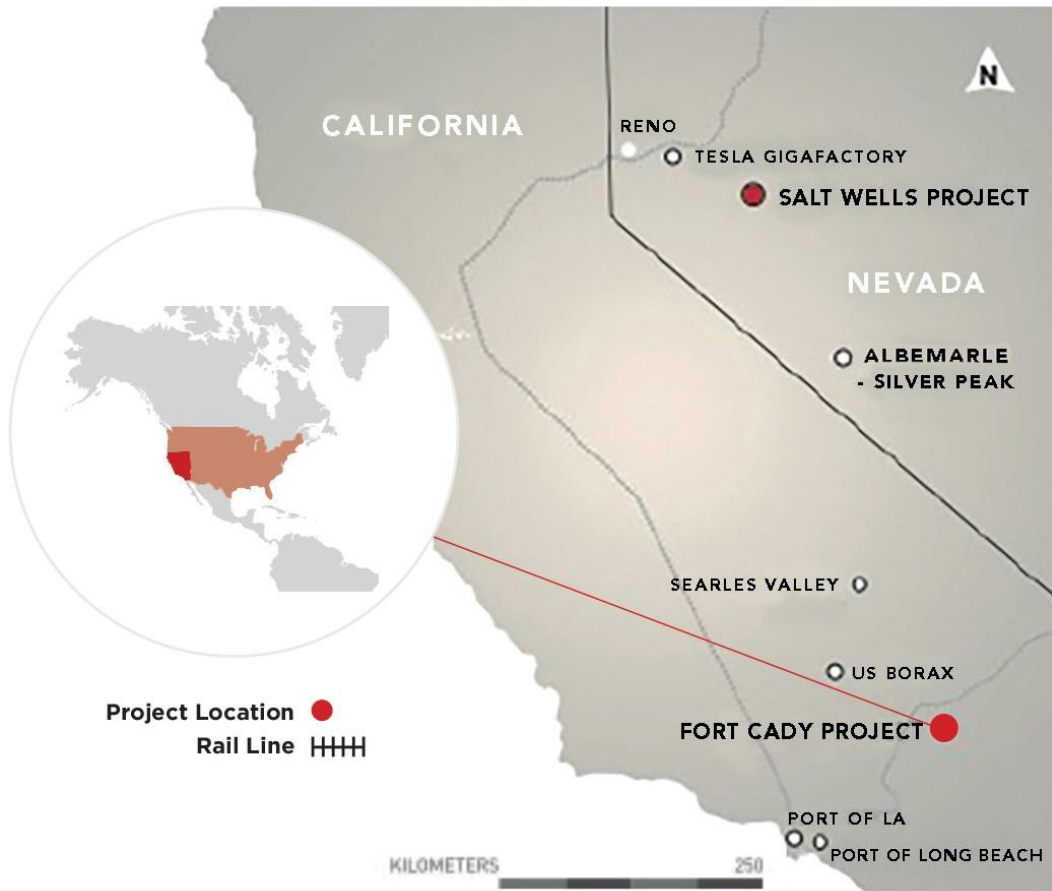 N
CALIFORNIA
RENO
TESLA GIGAFACTORY
SALT WELLS PROJECT
NEVADA
ALBEMARLE
- SILVER PEAK
SEARLES VALLEY
US BORAX
Project Location
Rail Line
FORT CADY PROJECT
PORT OF LA
PORT OF LONG BEACH
KILOMETERS 250